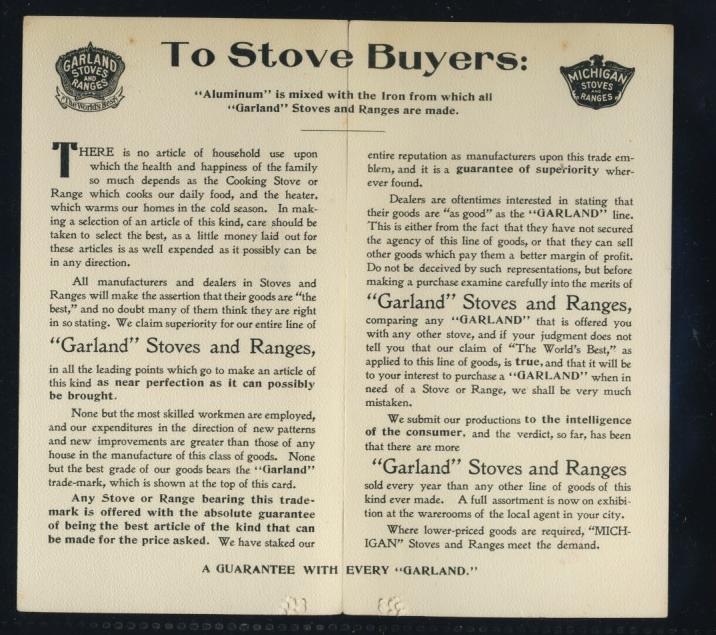 GARLAND
STOVES
AND
RANGES
The World's Best
To Stove Buyers:
MICHIGAN
STOVES
AND
RANGES
"Aluminum" is mixed with the Iron from which all
"Garland" Stoves and Ranges are made.
THERE is no article of household use upon
which the health and happiness of the family
so much depends as the Cooking Stove or
Range which cooks our daily food, and the heater,
which warms our homes in the cold season. In mak-
ing a selection of an article of this kind, care should be
taken to select the best, as a little money laid out for
these articles is as well expended as it possibly can be
in any direction.
All manufacturers and dealers in Stoves and
Ranges will make the assertion that their goods are "the
best," and no doubt many of them think they are right
in so stating. We claim superiority for our entire line of
"Garland" Stoves and Ranges,
in all the leading points which go to make an article of
this kind as near perfection as it can possibly
be brought.
None but the most skilled workmen are employed,
and our expenditures in the direction of new patterns
and new improvements are greater than those of any
house in the manufacture of this class of goods. None
but the best grade of our goods bears the "Garland"
trade-mark, which is shown at the top of this card.
Any Stove or Range bearing this trade-
mark is offered with the absolute guarantee
of being the best article of the kind that can
be made for the price asked. We have staked our
entire reputation as manufacturers upon this trade em-
blem, and it is a guarantee of superiority wher-
ever found.
Dealers are oftentimes interested in stating that
their goods are "as good" as the "GARLAND" line.
This is either from the fact that they have not secured
the agency of this line of goods, or that they can sell
other goods which pay them a better margin of profit.
Do not be deceived by such representations, but before
making a purchase examine carefully into the merits of
"Garland" Stoves and Ranges,
comparing any "GARLAND" that is offered you
with any other stove, and if your judgment does not
tell you that our claim of "The World's Best," as
applied to this line of goods, is true, and that it will be
to your interest to purchase a "GARLAND" when in
need of a Stove or Range, we shall be very much
mistaken.
We submit our productions to the intelligence
of the consumer, and the verdict, so far, has been
that there are more
"Garland" Stoves and Ranges
sold every year than any other line of goods of this
kind ever made. A full assortment is now on exhibi-
tion at the warerooms of the local agent in your city.
Where lower-priced goods are required, "MICH-
IGAN" Stoves and Ranges meet the demand.
A GUARANTEE WITH EVERY "GARLAND."